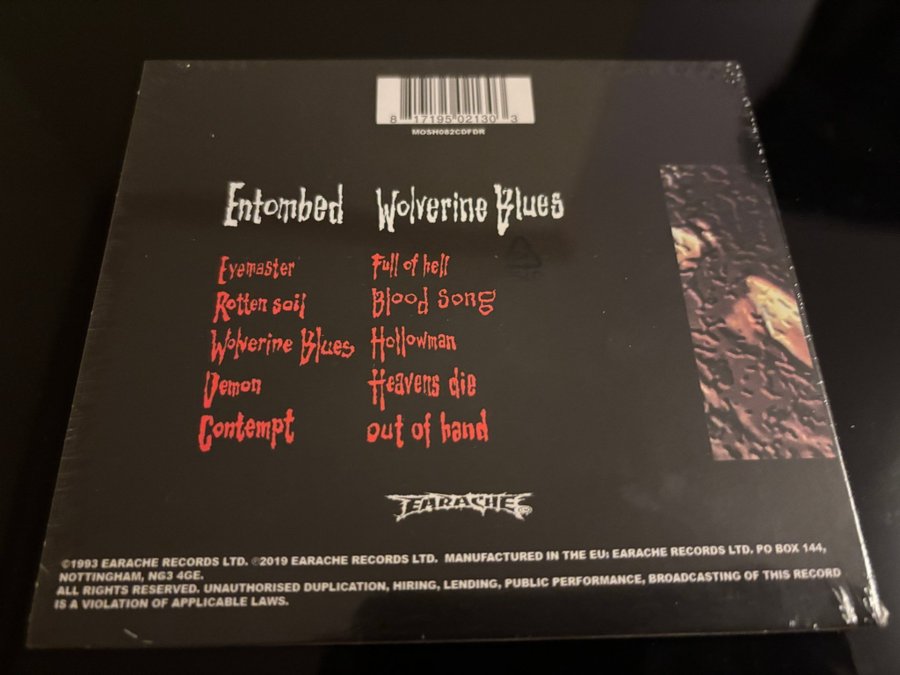 8 17195 02130 3
MOSH082CDFDR
Entombed Wolverine Blues
Eyemaster
Rotten soil
Wolverine Blues
Demon
Contempt
Full of hell
Blood Song
Hollowman
Heavens die
out of hand
EARACHE
©1993 EARACHE RECORDS LTD. ℗2019 EARACHE RECORDS LTD. MANUFACTURED IN THE EU: EARACHE RECORDS LTD. PO BOX 144,
NOTTINGHAM, NG3 4GE.
ALL RIGHTS RESERVED. UNAUTHORISED DUPLICATION, HIRING, LENDING, PUBLIC PERFORMANCE, BROADCASTING OF THIS RECORD
IS A VIOLATION OF APPLICABLE LAWS.